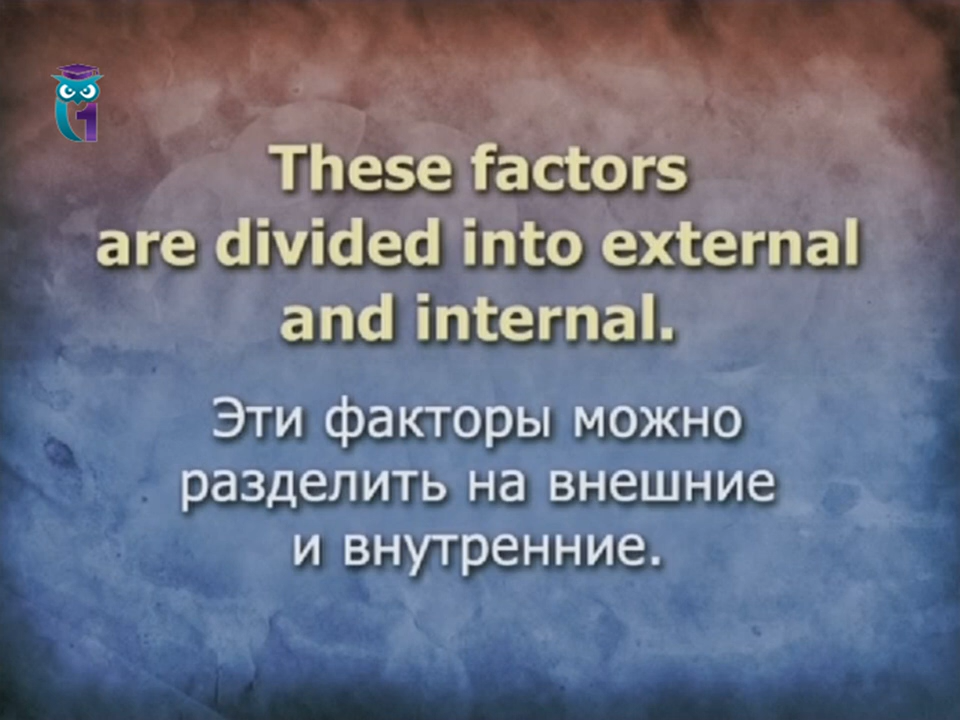 These factors
are divided into external
and internal.
Эти факторы можно
разделить на внешние
и внутренние.